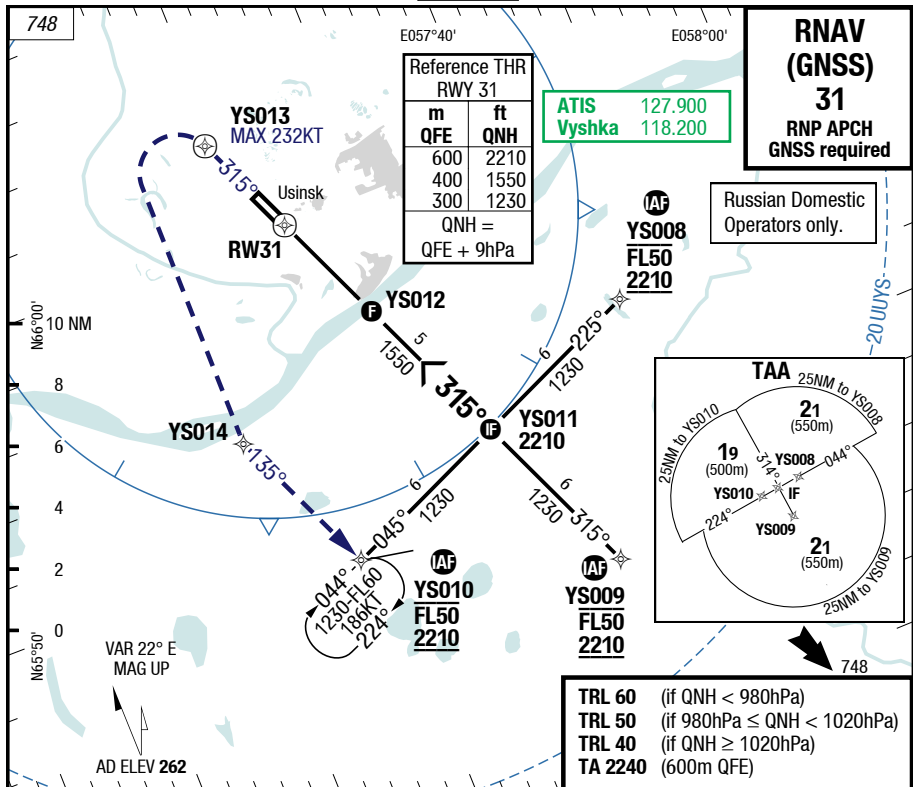 748
E057°40'
E058°00'
RNAV
(GNSS)
31
RNP APCH
GNSS required
Reference THR
RWY 31
m ft
QFE QNH
600 2210
400 1550
300 1230
QNH =
QFE + 9hPa
ATIS 127.900
Vyshka 118.200
Russian Domestic
Operators only.
YS013
MAX 232KT
315°
Usinsk
RW31
IAF
YS008
FL50
2210
F YS012
N66°00'
10 NM
8
6
4
2
0
N65°50'
5
1550
315°
6
225°
1230
20 UUYS
IF
YS011
2210
YS014
135°
6
045°
1230
6
315°
1230
044°
1230-FL60
186KT
224°
IAF
YS010
FL50
2210
IAF
YS009
FL50
2210
TAA
25NM to YS010
25NM to YS008
21
(550m)
19
(500m)
314°
YS008
044°
YS010
IF
224°
YS009
21
(550m)
25NM to YS009
VAR 22° E
MAG UP
AD ELEV 262
748
TRL 60 (if QNH < 980hPa)
TRL 50 (if 980hPa ≤ QNH < 1020hPa)
TRL 40 (if QNH ≥ 1020hPa)
TA 2240 (600m QFE)